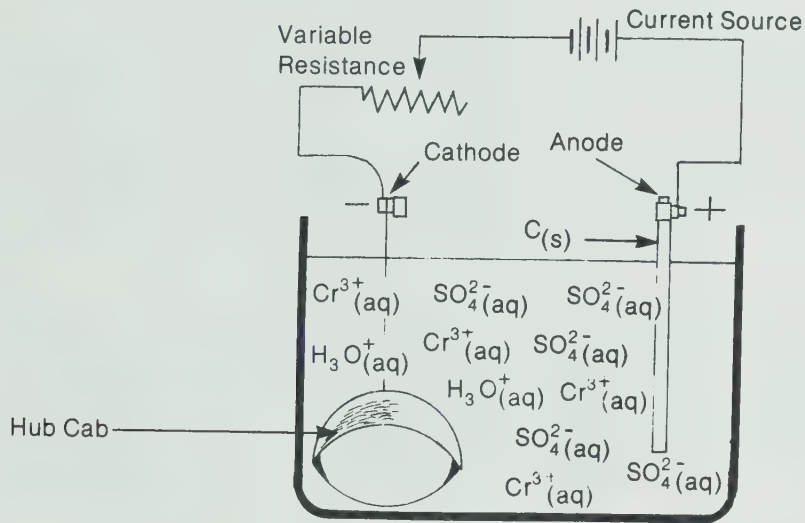 Current Source
Variable
Resistance
Cathode
Anode
− +
C(s)
Cr³⁺(aq) SO₄²⁻(aq) SO₄²⁻(aq)
H₃O⁺(aq) Cr³⁺(aq) SO₄²⁻(aq)
H₃O⁺(aq) Cr³⁺(aq)
Hub Cab
SO₄²⁻(aq)
Cr³⁺(aq) SO₄²⁻(aq)